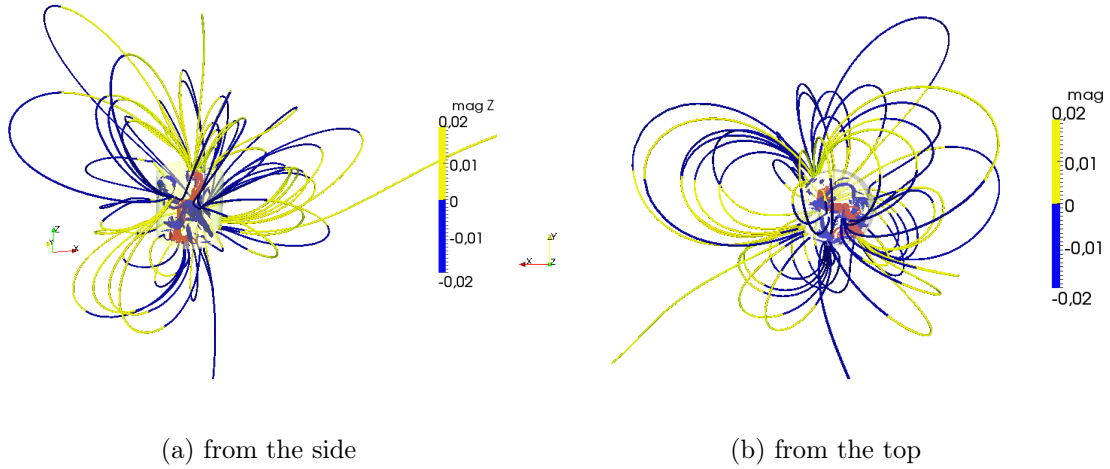 mag Z
0,02
0,01
0
-0,01
-0,02
Z
Y
X
(a) from the side
mag
0,02
0,01
0
-0,01
-0,02
Y
X
Z
(b) from the top